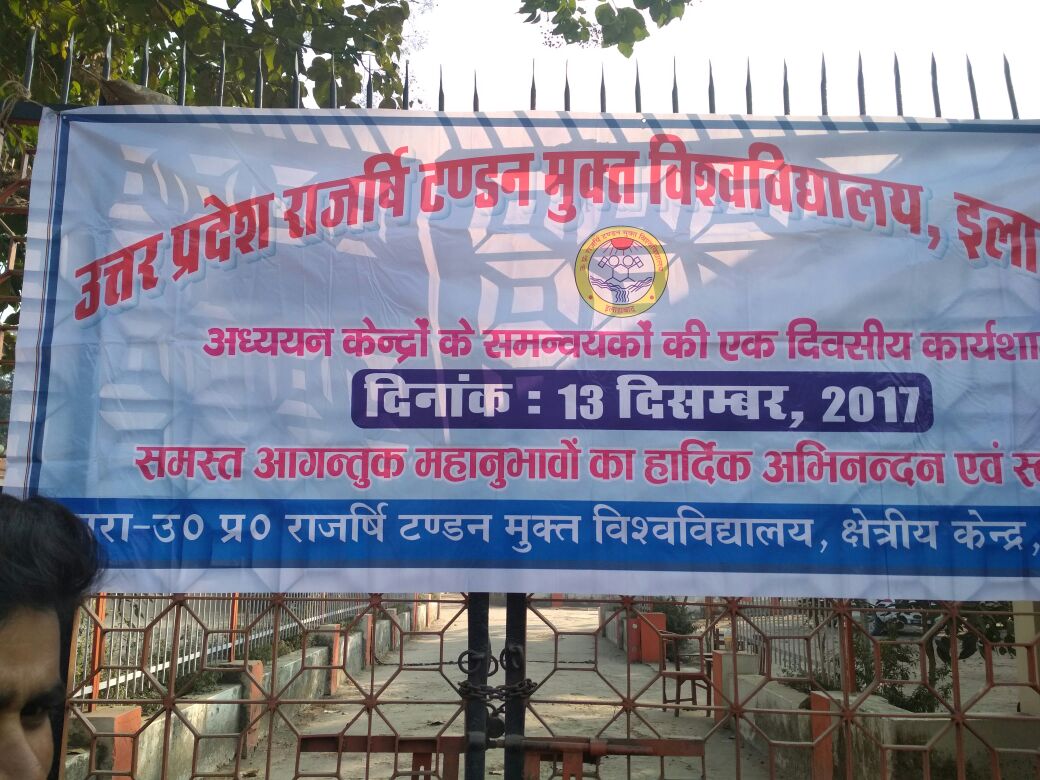 उत्तर प्रदेश राजर्षि टण्डन मुक्त विश्वविद्यालय, इला
इलाहाबाद
अध्ययन केन्द्रों के समन्वयकों की एक दिवसीय कार्यशा
दिनांक : 13 दिसम्बर, 2017
समस्त आगन्तुक महानुभावों का हार्दिक अभिनन्दन एवं स्व
रा-उ० प्र० राजर्षि टण्डन मुक्त विश्वविद्यालय, क्षेत्रीय केन्द्र,